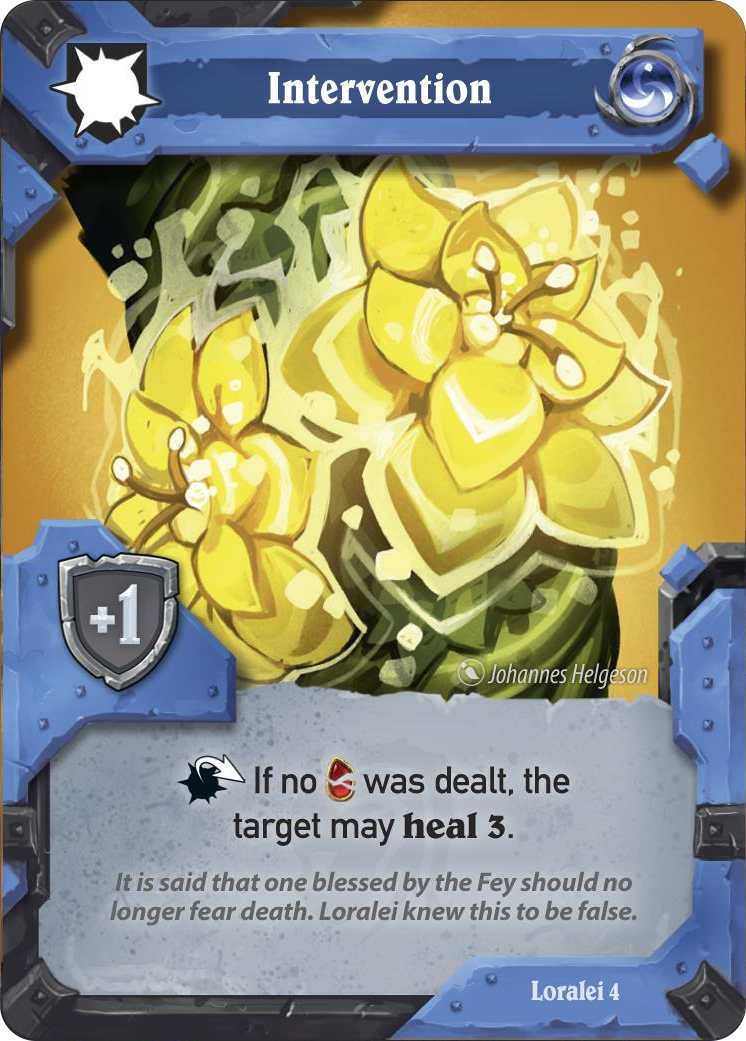 Intervention
+1
Johannes Helgeson
If no was dealt, the
target may heal 3.
It is said that one blessed by the Fey should no
longer fear death. Loralei knew this to be false.
Loralei 4